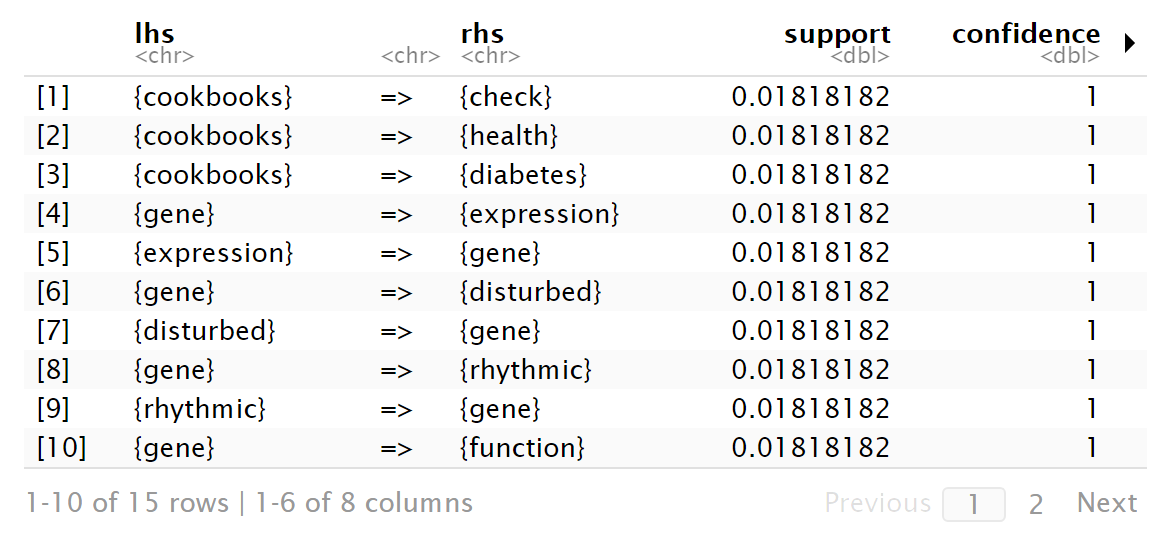 lhs rhs support confidence
<chr> <chr> <chr> <dbl> <dbl>
[1] {cookbooks} => {check} 0.01818182 1
[2] {cookbooks} => {health} 0.01818182 1
[3] {cookbooks} => {diabetes} 0.01818182 1
[4] {gene} => {expression} 0.01818182 1
[5] {expression} => {gene} 0.01818182 1
[6] {gene} => {disturbed} 0.01818182 1
[7] {disturbed} => {gene} 0.01818182 1
[8] {gene} => {rhythmic} 0.01818182 1
[9] {rhythmic} => {gene} 0.01818182 1
[10] {gene} => {function} 0.01818182 1
1-10 of 15 rows | 1-6 of 8 columns Previous 1 2 Next